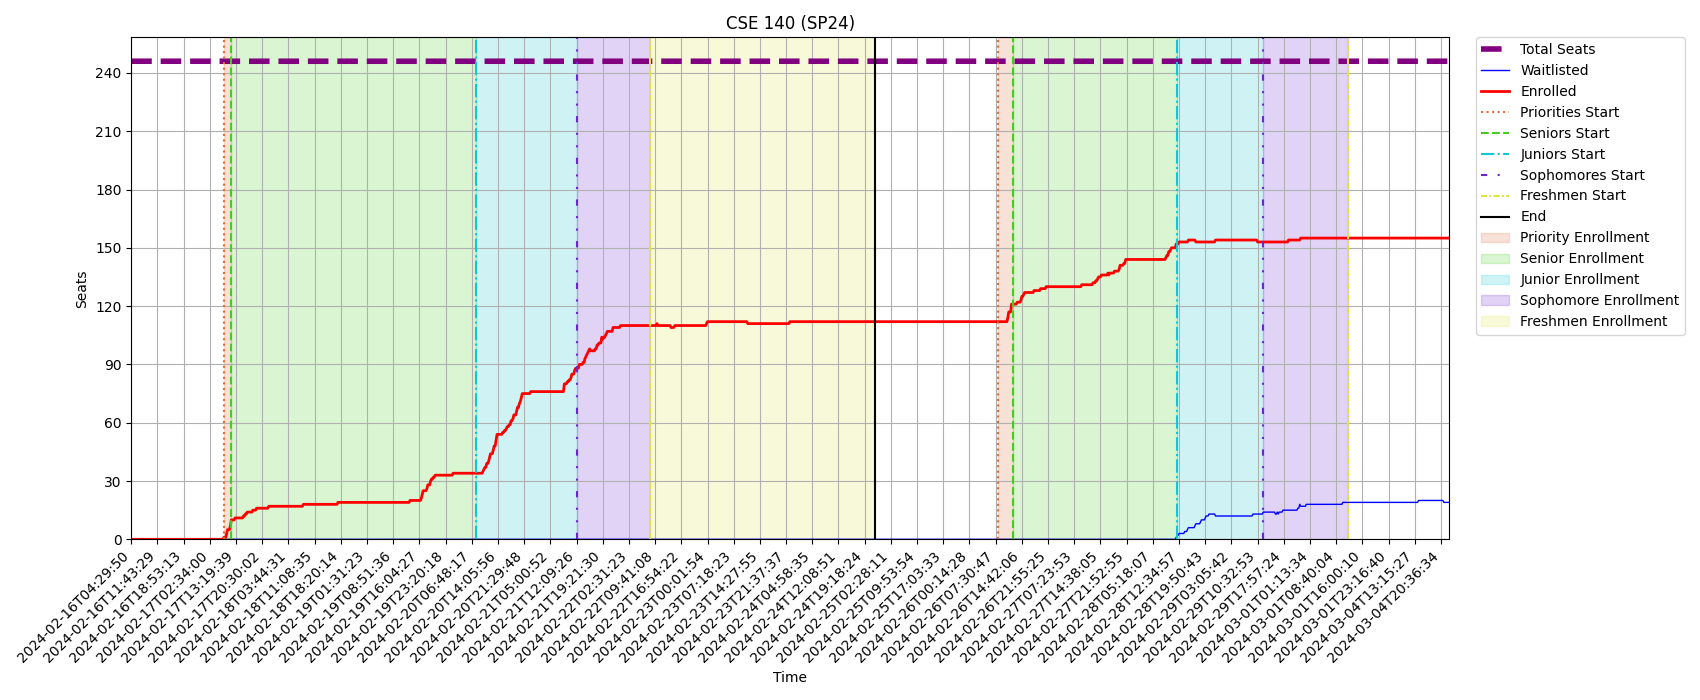 CSE 140 (SP24)
Seats
240
210
180
150
120
90
60
30
0
2024-02-16T04:29:50
2024-02-16T11:43:29
2024-02-16T18:53:13
2024-02-17T02:34:00
2024-02-17T13:19:39
2024-02-17T20:30:02
2024-02-18T03:44:31
2024-02-18T11:08:35
2024-02-18T18:20:14
2024-02-19T01:31:23
2024-02-19T08:51:36
2024-02-19T16:04:27
2024-02-19T23:20:18
2024-02-20T06:48:17
2024-02-20T14:05:56
2024-02-20T21:29:48
2024-02-21T05:00:52
2024-02-21T12:09:26
2024-02-21T19:21:30
2024-02-22T02:31:23
2024-02-22T09:41:08
2024-02-22T16:54:22
2024-02-23T00:01:54
2024-02-23T07:18:23
2024-02-23T14:27:55
2024-02-23T21:37:37
2024-02-24T04:58:35
2024-02-24T12:08:51
2024-02-24T19:18:24
2024-02-25T02:28:11
2024-02-25T09:53:54
2024-02-25T17:03:33
2024-02-26T00:14:28
2024-02-26T07:30:47
2024-02-26T14:42:06
2024-02-26T21:55:25
2024-02-27T07:23:53
2024-02-27T14:38:05
2024-02-27T21:52:55
2024-02-28T05:18:07
2024-02-28T12:34:57
2024-02-28T19:50:43
2024-02-29T03:05:42
2024-02-29T10:32:53
2024-02-29T17:57:24
2024-03-01T01:13:34
2024-03-01T08:40:04
2024-03-01T16:00:10
2024-03-01T23:16:40
2024-03-04T13:15:27
2024-03-04T20:36:34
Time
Total Seats
Waitlisted
Enrolled
Priorities Start
Seniors Start
Juniors Start
Sophomores Start
Freshmen Start
End
Priority Enrollment
Senior Enrollment
Junior Enrollment
Sophomore Enrollment
Freshmen Enrollment